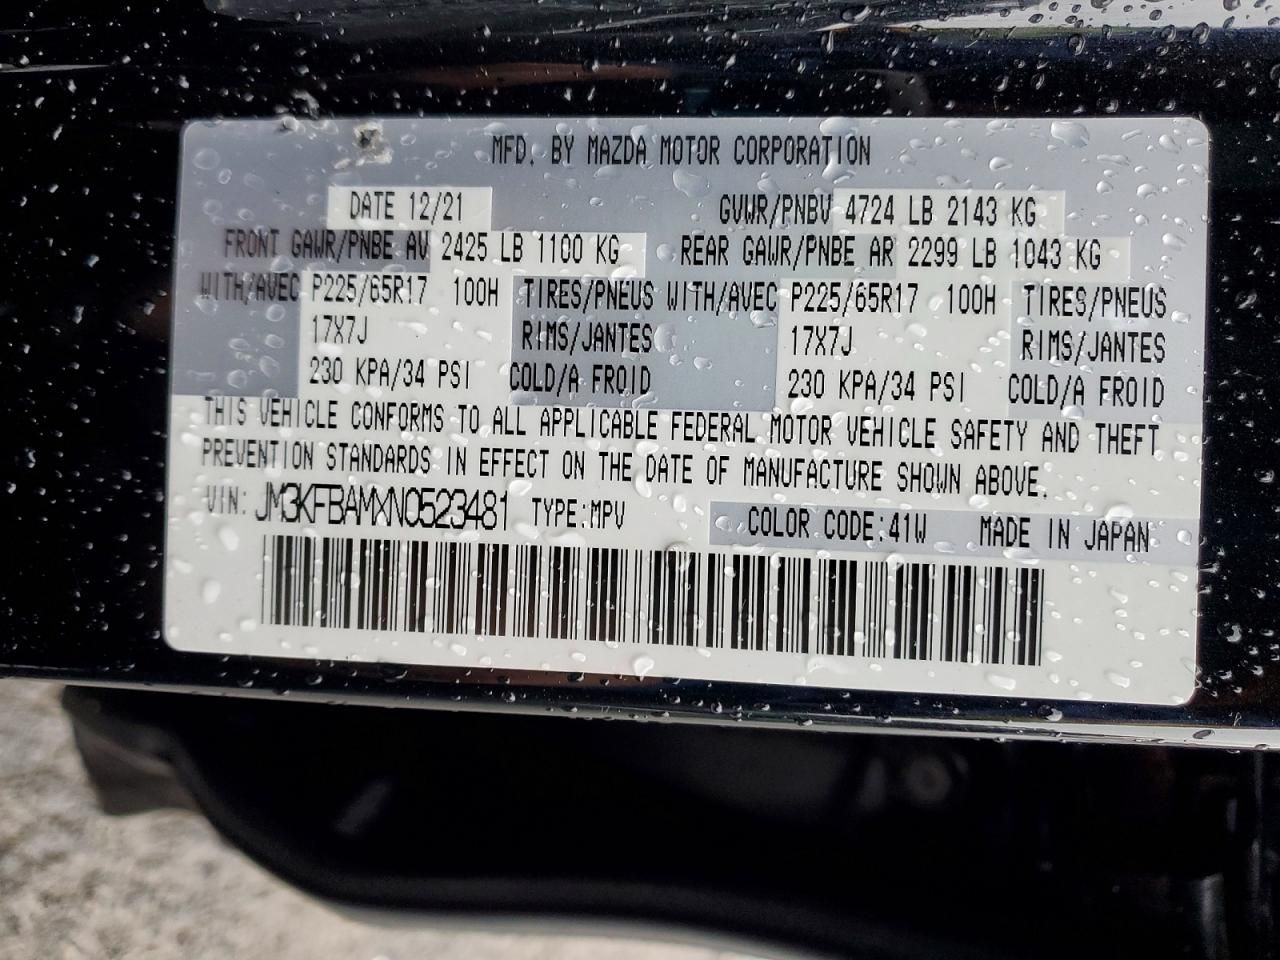 MFD. BY MAZDA MOTOR CORPORATION
DATE 12/21 GVWR/PNBV 4724 LB 2143 KG
FRONT GAWR/PNBE AV 2425 LB 1100 KG REAR GAWR/PNBE AR 2299 LB 1043 KG
WITH/AVEC P225/65R17 100H TIRES/PNEUS WITH/AVEC P225/65R17 100H TIRES/PNEUS
17X7J RIMS/JANTES 17X7J RIMS/JANTES
230 KPA/34 PSI COLD/A FROID 230 KPA/34 PSI COLD/A FROID
THIS VEHICLE CONFORMS TO ALL APPLICABLE FEDERAL MOTOR VEHICLE SAFETY AND THEFT
PREVENTION STANDARDS IN EFFECT ON THE DATE OF MANUFACTURE SHOWN ABOVE.
VIN: JM3KFBAMXN0523481 TYPE:MPV COLOR CODE:41W MADE IN JAPAN